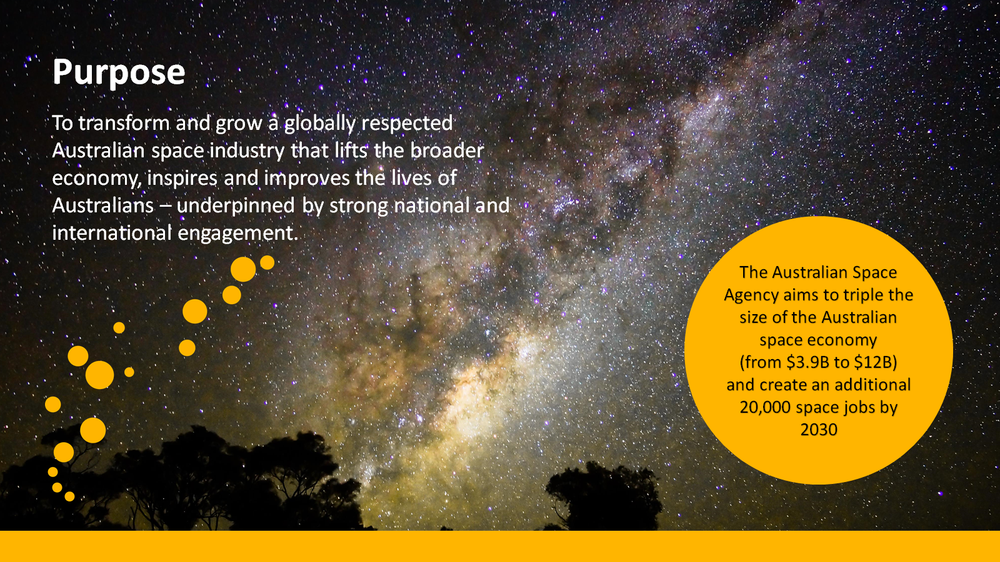 Purpose
To transform and grow a globally respected
Australian space industry that lifts the broader
economy, inspires and improves the lives of
Australians – underpinned by strong national and
international engagement.
The Australian Space
Agency aims to triple the
size of the Australian
space economy
(from $3.9B to $12B)
and create an additional
20,000 space jobs by
2030